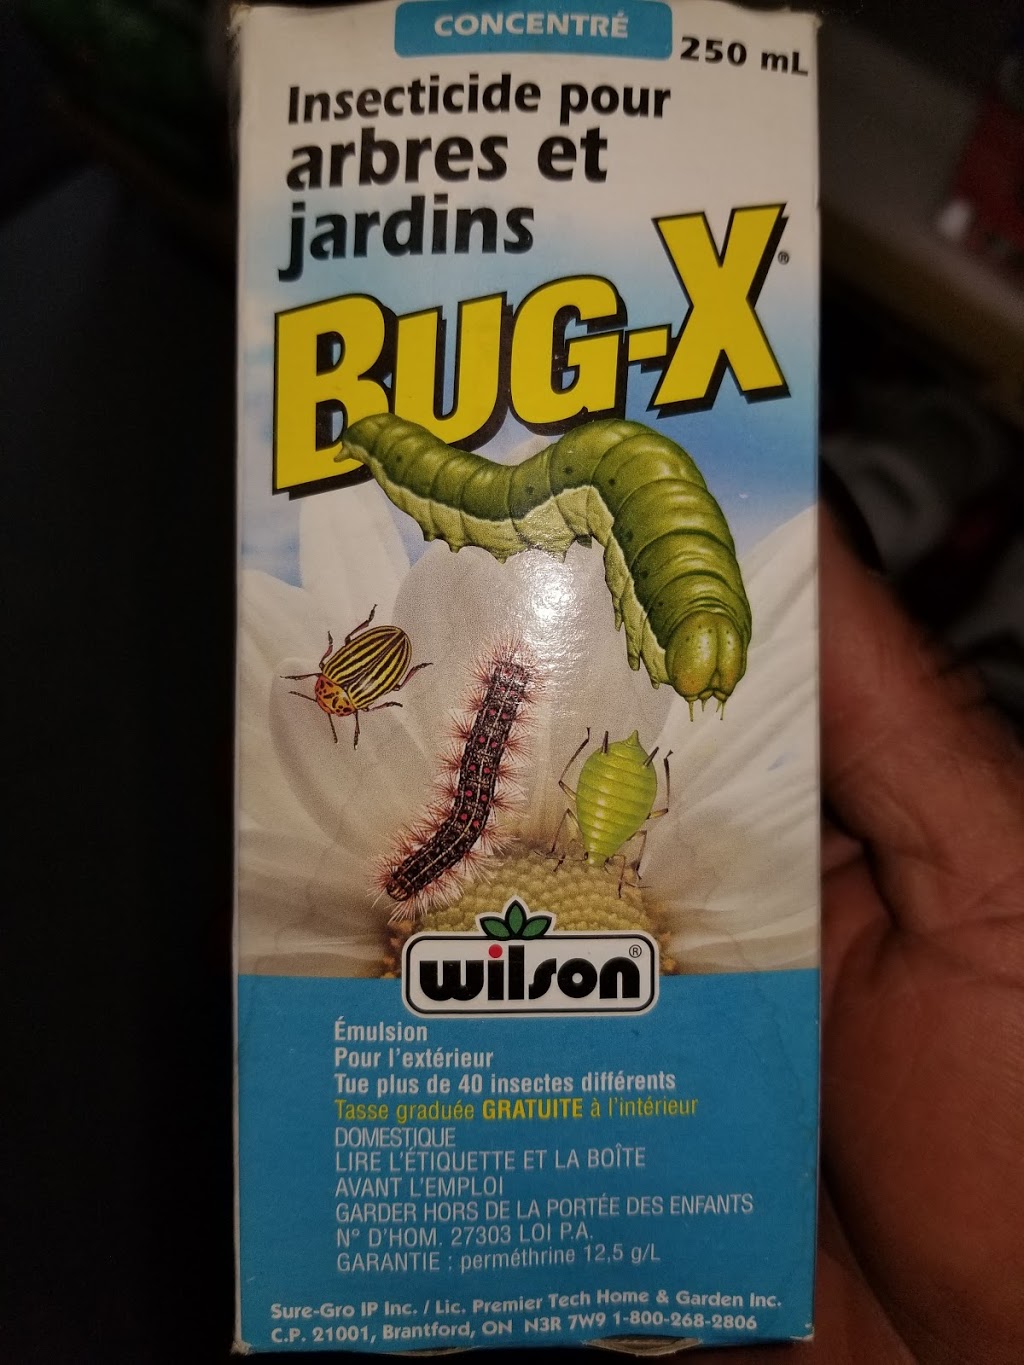 CONCENTRÉ
250 mL
Insecticide pour
arbres et
jardins
BUG-X®
wilson®
Émulsion
Pour l'extérieur
Tue plus de 40 insectes différents
Tasse graduée GRATUITE à l'intérieur
DOMESTIQUE
LIRE L'ÉTIQUETTE ET LA BOÎTE
AVANT L'EMPLOI
GARDER HORS DE LA PORTÉE DES ENFANTS
N° D'HOM. 27303 LOI P.A.
GARANTIE : perméthrine 12,5 g/L
Sure-Gro IP Inc. / Lic. Premier Tech Home & Garden Inc.
C.P. 21001, Brantford, ON N3R 7W9 1-800-268-2806